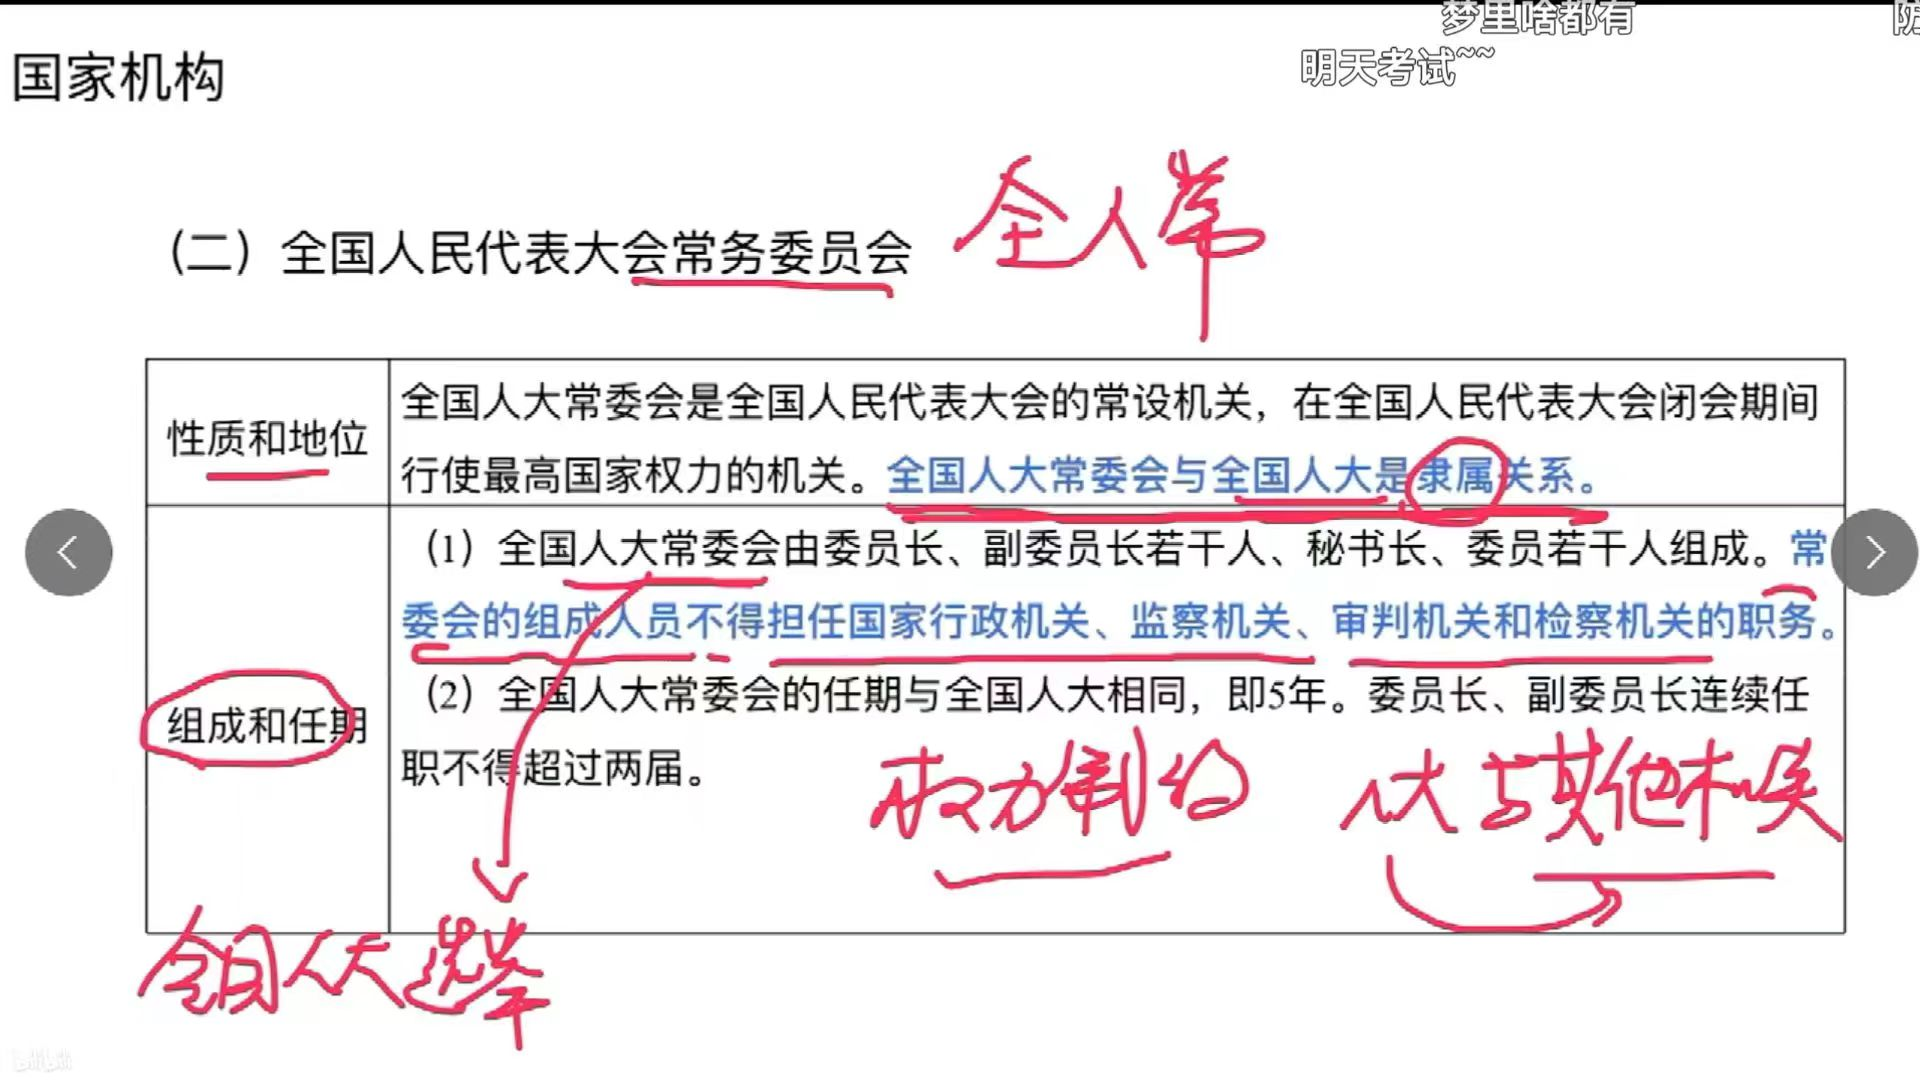 梦里啥都有
防
明天考试~~
国家机构
（二）全国人民代表大会常务委员会
全人常
性质和地位
全国人大常委会是全国人民代表大会的常设机关，在全国人民代表大会闭会期间
行使最高国家权力的机关。全国人大常委会与全国人大是隶属关系。
组成和任期
（1）全国人大常委会由委员长、副委员长若干人、秘书长、委员若干人组成。常
委会的组成人员不得担任国家行政机关、监察机关、审判机关和检察机关的职务。
（2）全国人大常委会的任期与全国人大相同，即5年。委员长、副委员长连续任
职不得超过两届。
权力制约
人大与其他机关
全国人大选举
bilibili